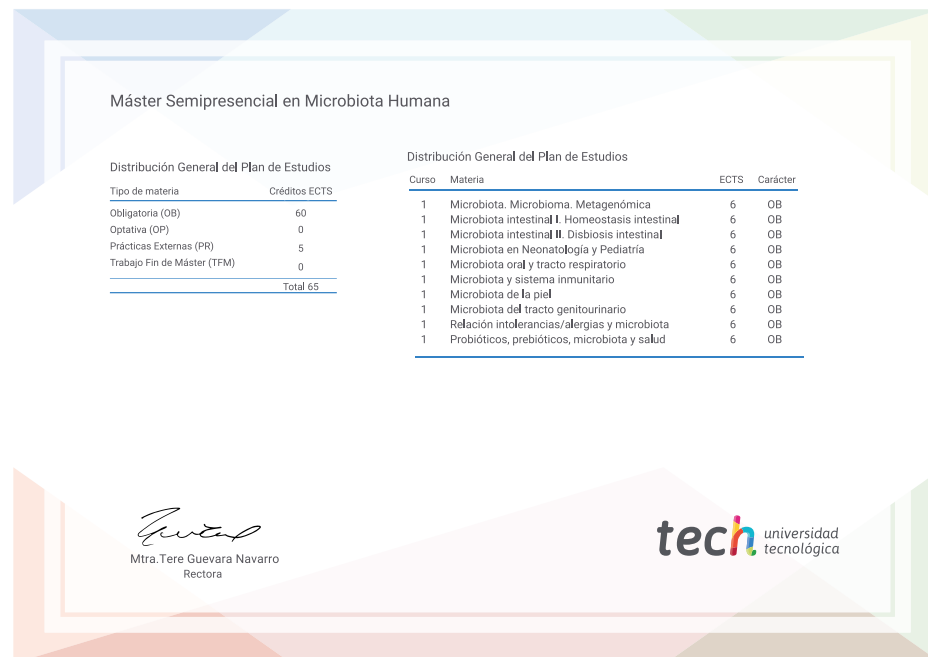 Máster Semipresencial en Microbiota Humana
Distribución General del Plan de Estudios
Tipo de materia Créditos ECTS
Obligatoria (OB) 60
Optativa (OP) 0
Prácticas Externas (PR) 5
Trabajo Fin de Máster (TFM) 0
Total 65
Distribución General del Plan de Estudios
Curso Materia ECTS Carácter
1 Microbiota. Microbioma. Metagenómica 6 OB
1 Microbiota intestinal I. Homeostasis intestinal 6 OB
1 Microbiota intestinal II. Disbiosis intestinal 6 OB
1 Microbiota en Neonatología y Pediatría 6 OB
1 Microbiota oral y tracto respiratorio 6 OB
1 Microbiota y sistema inmunitario 6 OB
1 Microbiota de la piel 6 OB
1 Microbiota del tracto genitourinario 6 OB
1 Relación intolerancias/alergias y microbiota 6 OB
1 Probióticos, prebióticos, microbiota y salud 6 OB
Mtra.Tere Guevara Navarro
Rectora
tech universidad
tecnológica